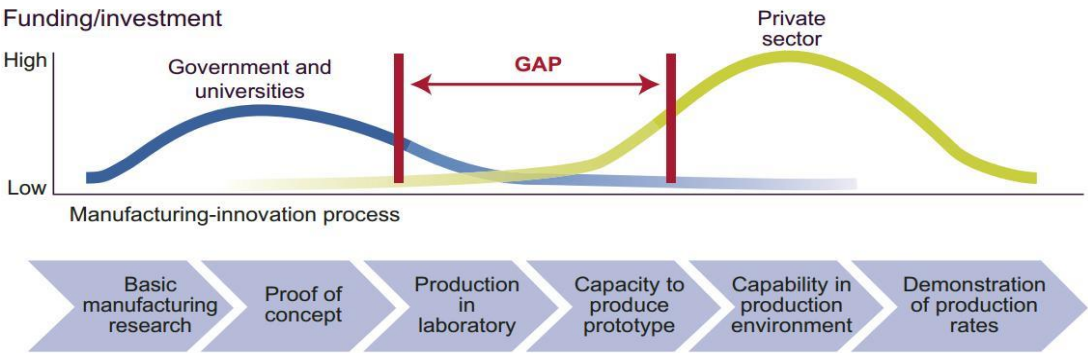 Funding/investment
Private
sector
High
GAP
Government and
universities
Low
Manufacturing-innovation process
Basic
manufacturing
research
Proof of
concept
Production
in
laboratory
Capacity to
produce
prototype
Capability in
production
environment
Demonstration
of production
rates